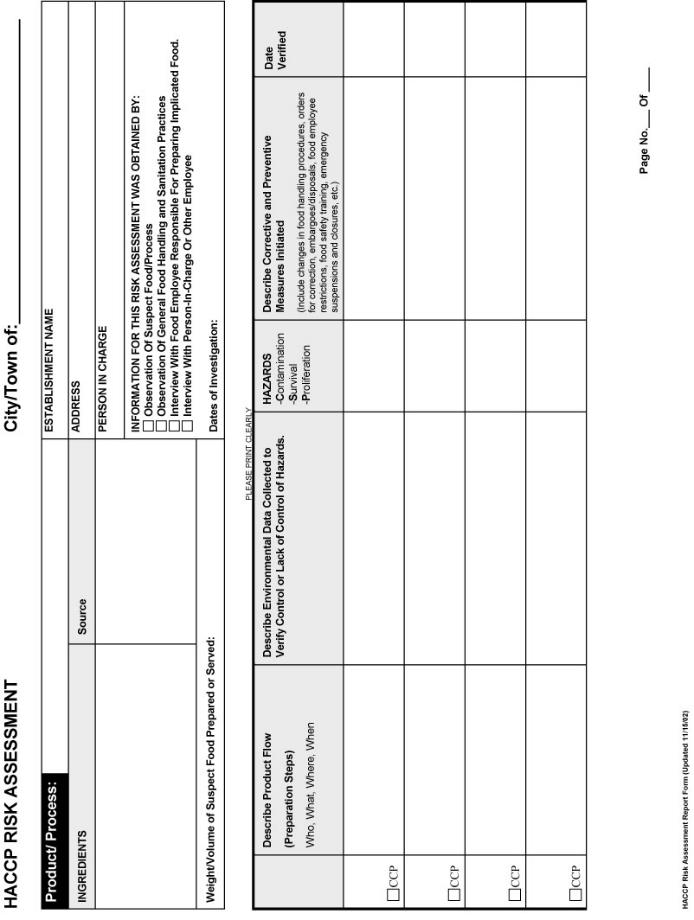 HACCP RISK ASSESSMENT City/Town of:
Product/ Process:
INGREDIENTS Source
Weight/Volume of Suspect Food Prepared or Served:
ESTABLISHMENT NAME
ADDRESS
PERSON IN CHARGE
INFORMATION FOR THIS RISK ASSESSMENT WAS OBTAINED BY:
Observation Of Suspect Food/Process
Observation Of General Food Handling and Sanitation Practices
Interview With Food Employee Responsible For Preparing Implicated Food.
Interview With Person-In-Charge Or Other Employee
Dates of Investigation:
PLEASE PRINT CLEARLY
Describe Product Flow
(Preparation Steps)
Who, What, Where, When
Describe Environmental Data Collected to
Verify Control or Lack of Control of Hazards.
HAZARDS
-Contamination
-Survival
-Proliferation
Describe Corrective and Preventive
Measures Initiated
(Include changes in food handling procedures, orders
for correction, embargoes/disposals, food employee
restrictions, food safety training, emergency
suspensions and closures, etc.)
Date
Verified
CCP
CCP
CCP
CCP
Page No.___ Of ___
HACCP Risk Assessment Report Form (Updated 11/15/02)